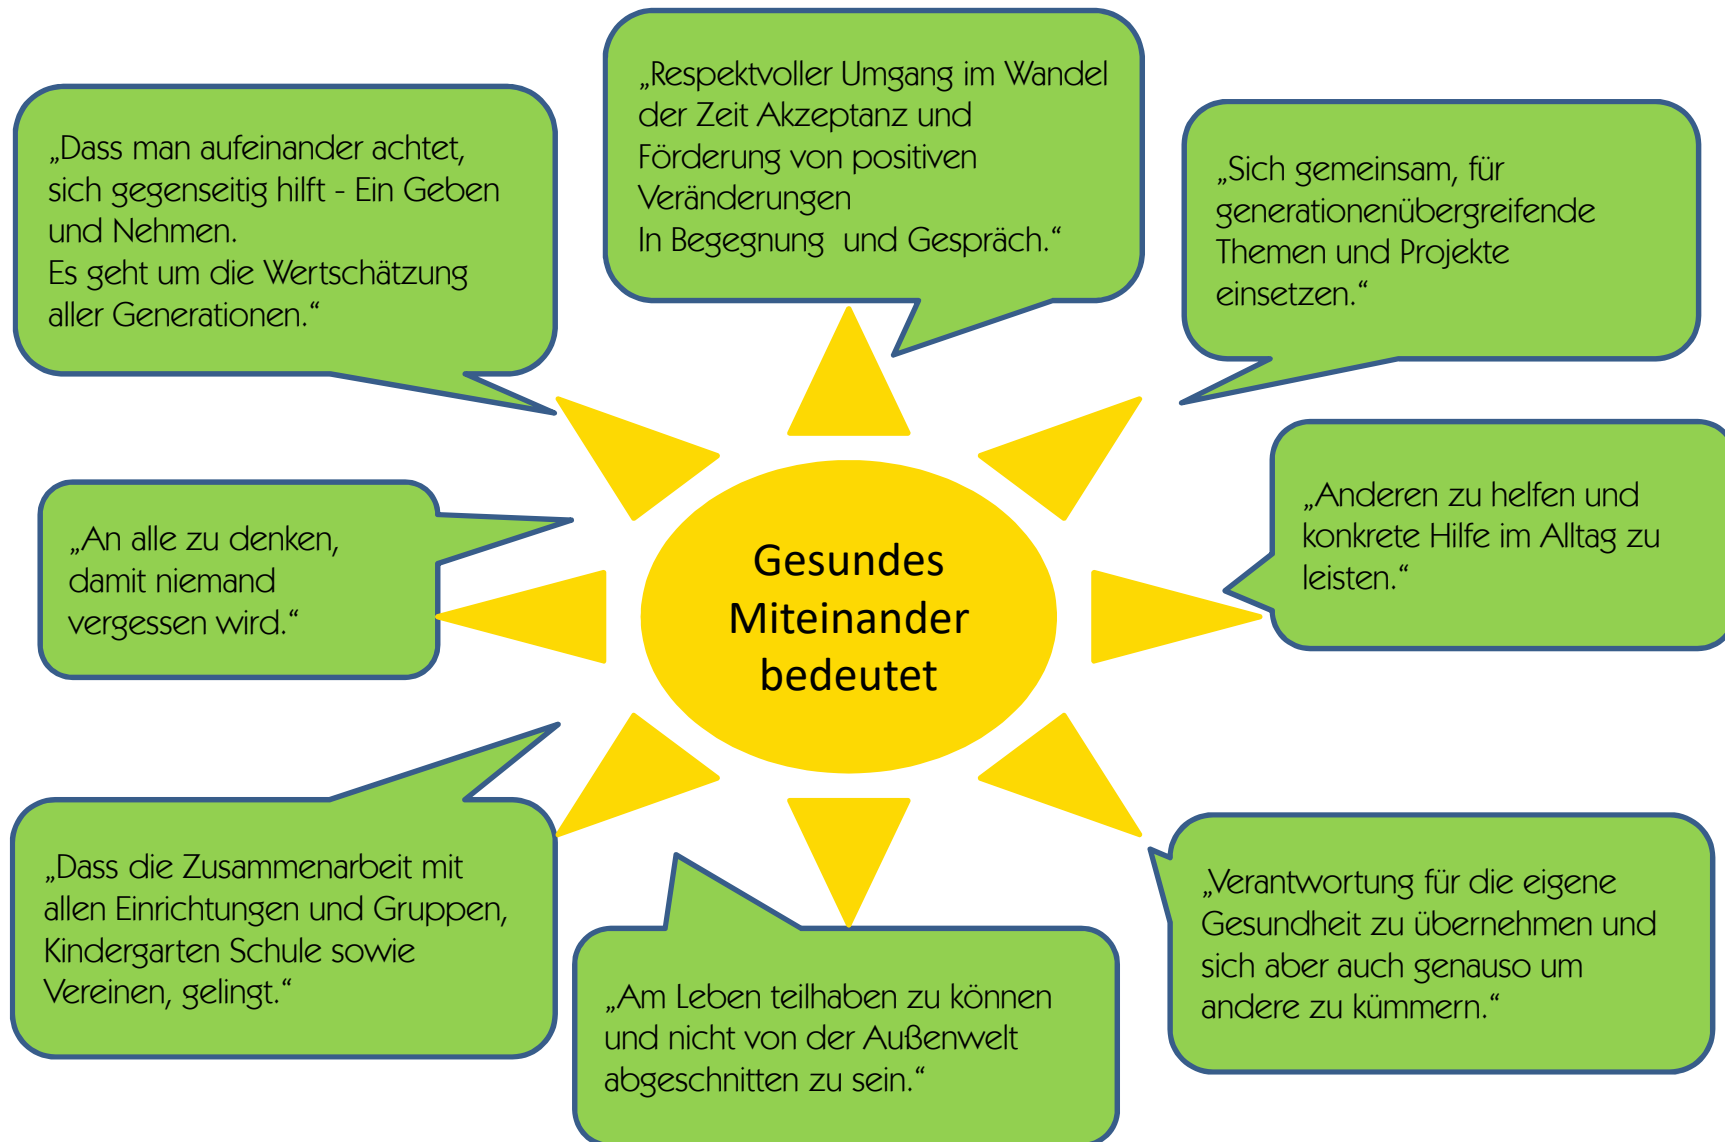 „Respektvoller Umgang im Wandel
der Zeit Akzeptanz und
Förderung von positiven
Veränderungen
In Begegnung und Gespräch.“
„Dass man aufeinander achtet,
sich gegenseitig hilft - Ein Geben
und Nehmen.
Es geht um die Wertschätzung
aller Generationen.“
„Sich gemeinsam, für
generationenübergreifende
Themen und Projekte
einsetzen.“
„An alle zu denken,
damit niemand
vergessen wird.“
Gesundes
Miteinander
bedeutet
„Anderen zu helfen und
konkrete Hilfe im Alltag zu
leisten.“
„Dass die Zusammenarbeit mit
allen Einrichtungen und Gruppen,
Kindergarten Schule sowie
Vereinen, gelingt.“
„Am Leben teilhaben zu können
und nicht von der Außenwelt
abgeschnitten zu sein.“
„Verantwortung für die eigene
Gesundheit zu übernehmen und
sich aber auch genauso um
andere zu kümmern.“